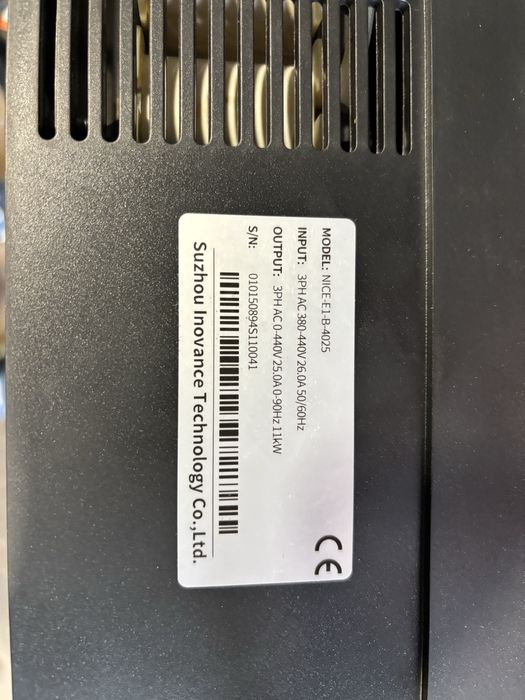 MODEL: NICE-E1-B-4025
INPUT: 3PH AC 380-440V 26.0A 50/60Hz
OUTPUT: 3PH AC 0-440V 25.0A 0-90Hz 11kW
S/N: 010150894S110041
Suzhou Inovance Technology Co.,Ltd.
CE